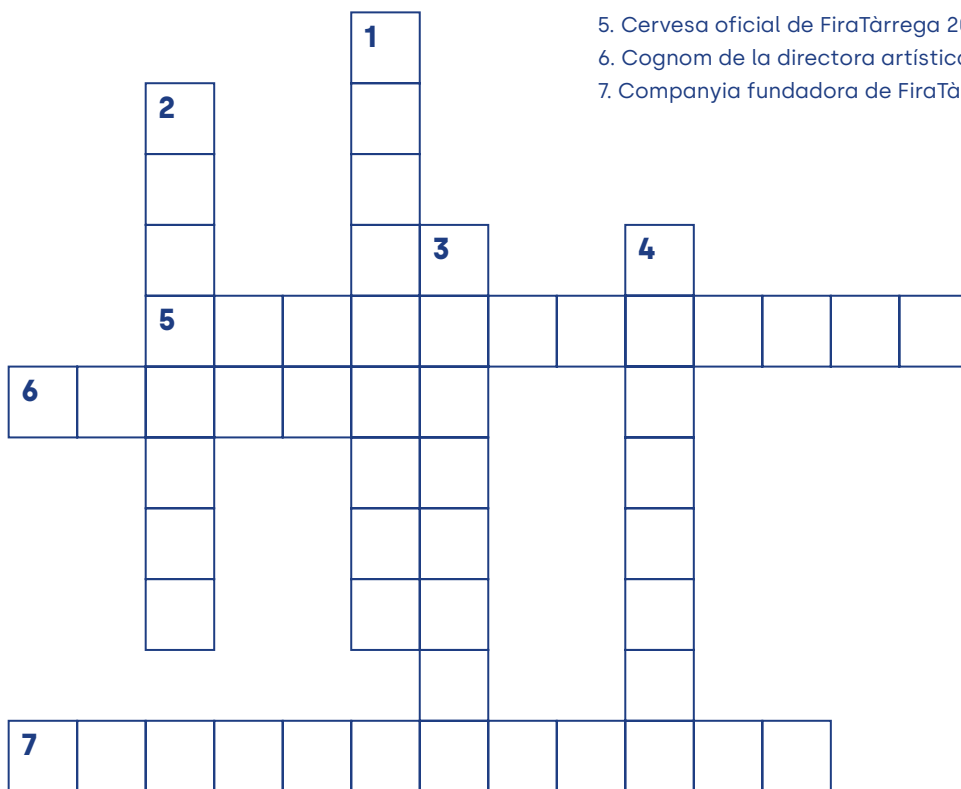 5. Cervesa oficial de FiraTàrrega
6. Cognom de la directora
7. Companyia fundadora de
1
2
3
4
5
6
7